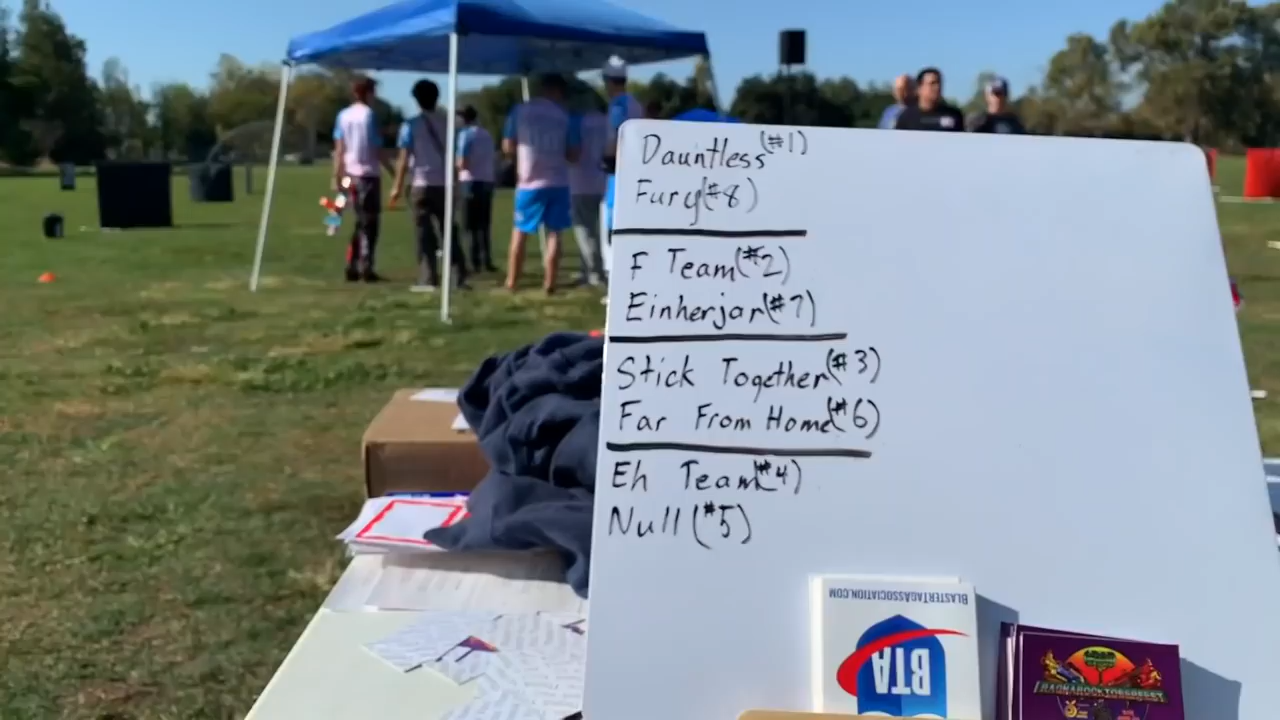 Dauntless (#1)
Fury (#8)
F Team (#2)
Einherjar (#7)
Stick Together (#3)
Far From Home (#6)
Eh Team (#4)
Null (#5)
BLASTERTAGASSOCIATION.COM
BTA